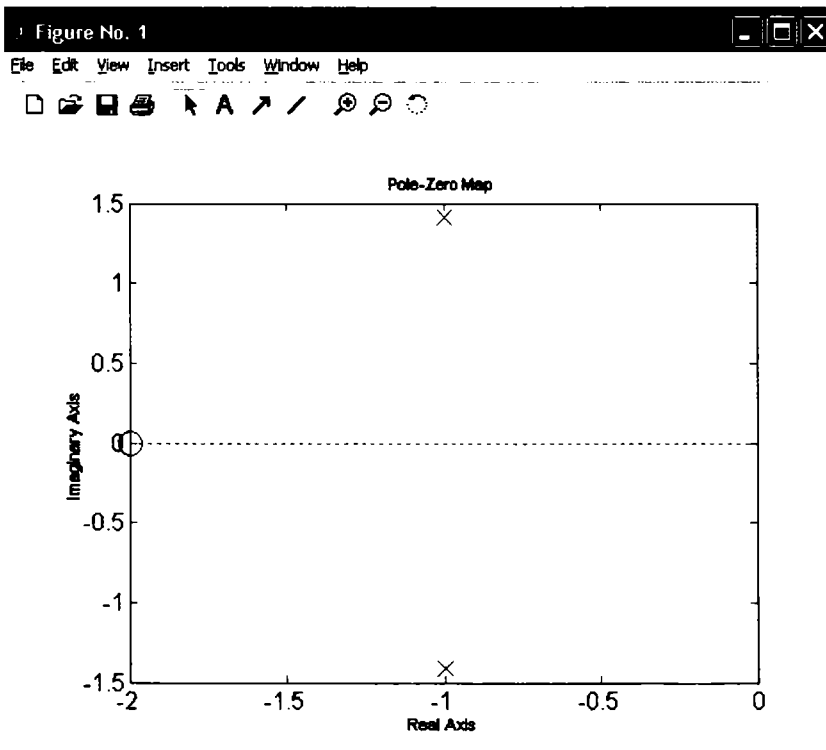 Figure No. 1
File Edit View Insert Tools Window Help
A
Pole-Zero Map
1.5
1
0.5
0
-0.5
-1
-1.5
Imaginary Axis
-2 -1.5 -1 -0.5 0
Real Axis